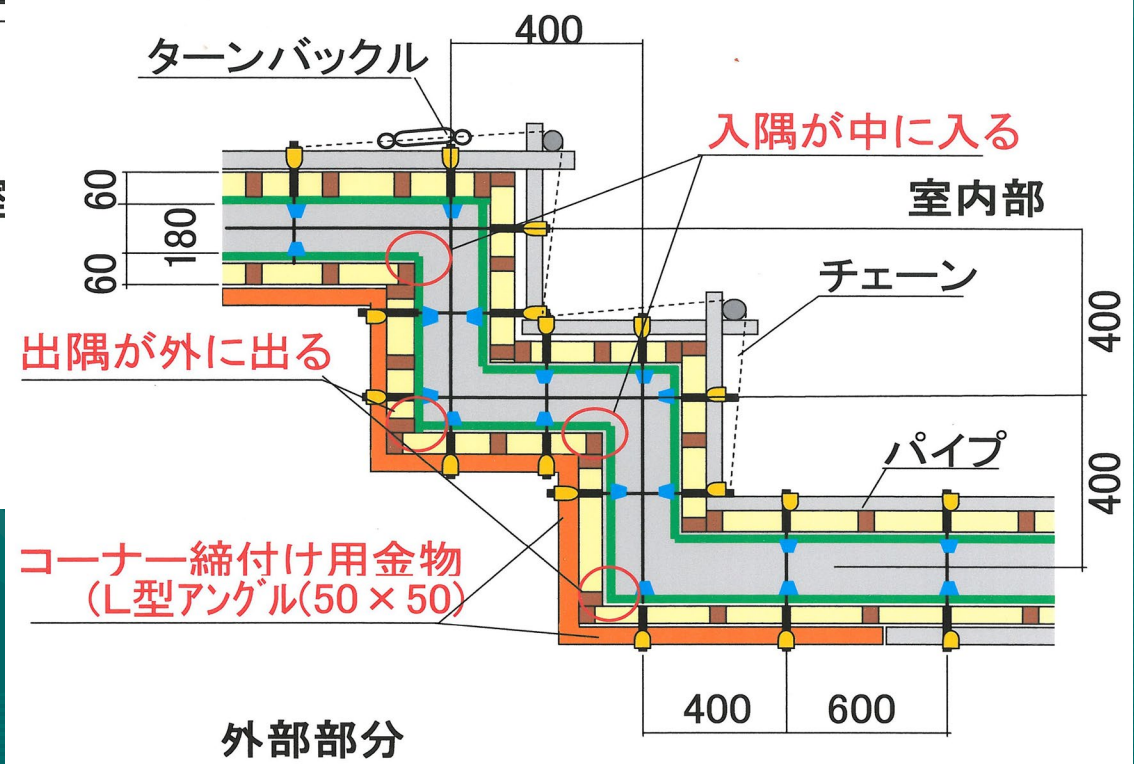 400
ターンバックル
入隅が中に入る
室内部
60
180
60
チェーン
400
出隅が外に出る
パイプ
400
コーナー締付け用金物
(L型アングル(50×50)
400
600
外部部分